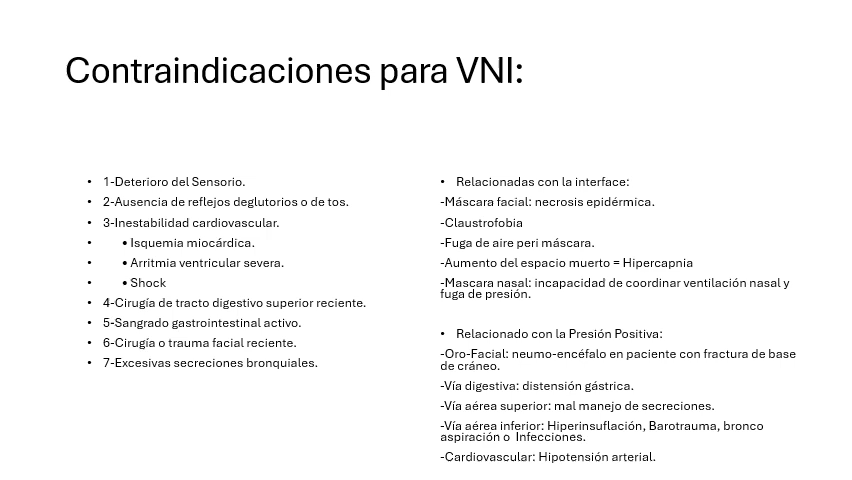 Contraindicaciones para VNI:
• 1-Deterioro del Sensorio.
• 2-Ausencia de reflejos deglutorios o de tos.
• 3-Inestabilidad cardiovascular.
• • Isquemia miocárdica.
• • Arritmia ventricular severa.
• • Shock
• 4-Cirugía de tracto digestivo superior reciente.
• 5-Sangrado gastrointestinal activo.
• 6-Cirugía o trauma facial reciente.
• 7-Excesivas secreciones bronquiales.
• Relacionadas con la interface:
-Máscara facial: necrosis epidérmica.
-Claustrofobia
-Fuga de aire peri máscara.
-Aumento del espacio muerto = Hipercapnia
-Mascara nasal: incapacidad de coordinar ventilación nasal y
fuga de presión.
• Relacionado con la Presión Positiva:
-Oro-Facial: neumo-encéfalo en paciente con fractura de base
de cráneo.
-Vía digestiva: distensión gástrica.
-Vía aérea superior: mal manejo de secreciones.
-Vía aérea inferior: Hiperinsuflación, Barotrauma, bronco
aspiración o Infecciones.
-Cardiovascular: Hipotensión arterial.